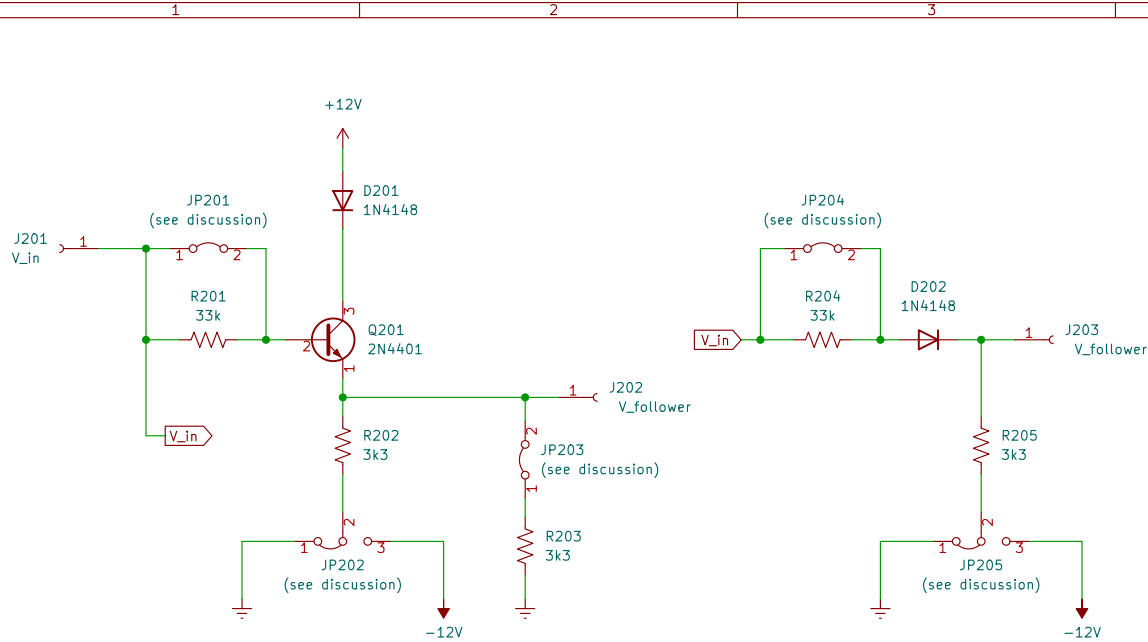 1
2
3
+12V
D201
1N4148
JP201
(see discussion)
1
2
J201
V_in
1
R201
33k
2
3
1
Q201
2N4401
V_in
R202
3k3
1
J202
V_follower
2
1
JP203
(see discussion)
R203
3k3
2
1
3
JP202
(see discussion)
-12V
JP204
(see discussion)
1
2
R204
33k
D202
1N4148
V_in
1
J203
V_follower
R205
3k3
2
1
3
JP205
(see discussion)
-12V